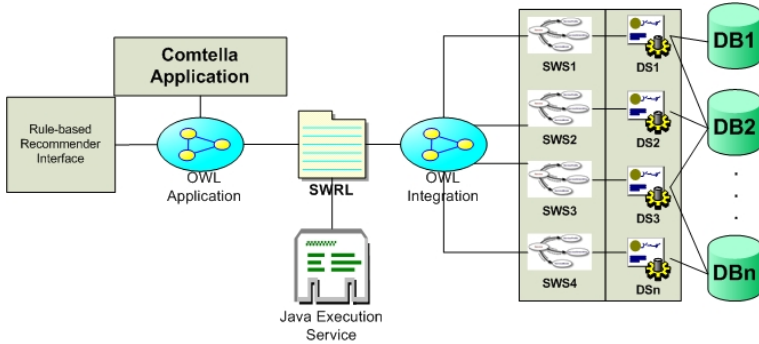 Comtella
Application
Rule-based
Recommender
Interface
OWL
Application
SWRL
Java Execution
Service
OWL
Integration
SWS1
DS1
SWS2
DS2
SWS3
DS3
SWS4
DSn
DB1
DB2
.
.
.
DBn